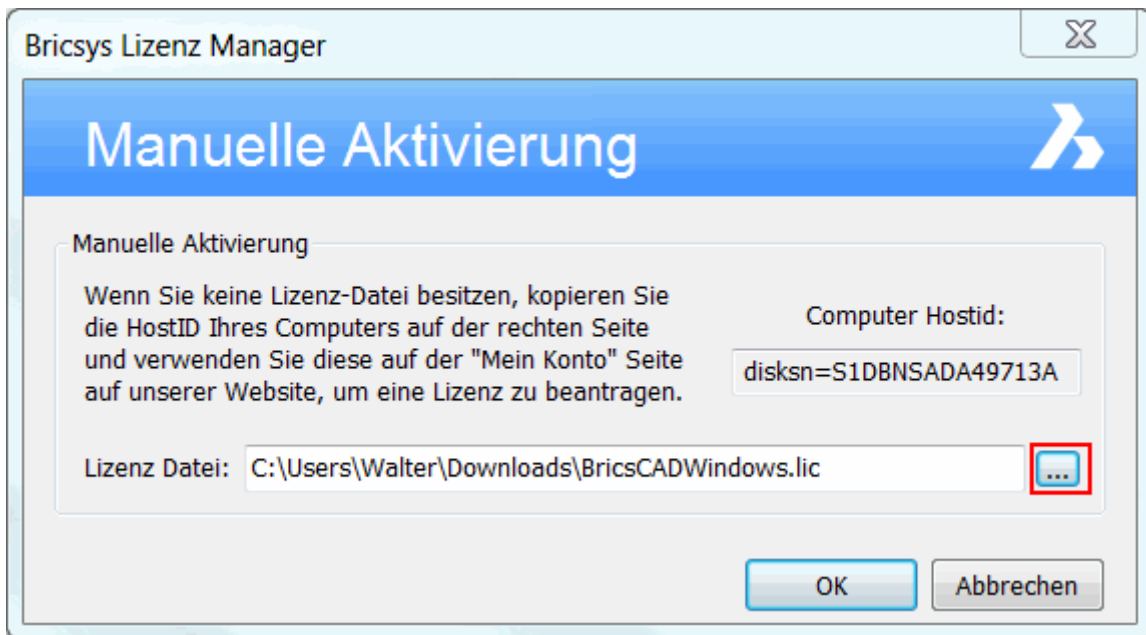 Bricsys Lizenz Manager
Manuelle Aktivierung
Manuelle Aktivierung
Wenn Sie keine Lizenz-Datei besitzen, kopieren Sie
die HostID Ihres Computers auf der rechten Seite
und verwenden Sie diese auf der "Mein Konto" Seite
auf unserer Website, um eine Lizenz zu beantragen.
Computer Hostid:
disksn=S1DBNSADA49713A
Lizenz Datei: C:\Users\Walter\Downloads\BricsCADWindows.lic ...
OK Abbrechen